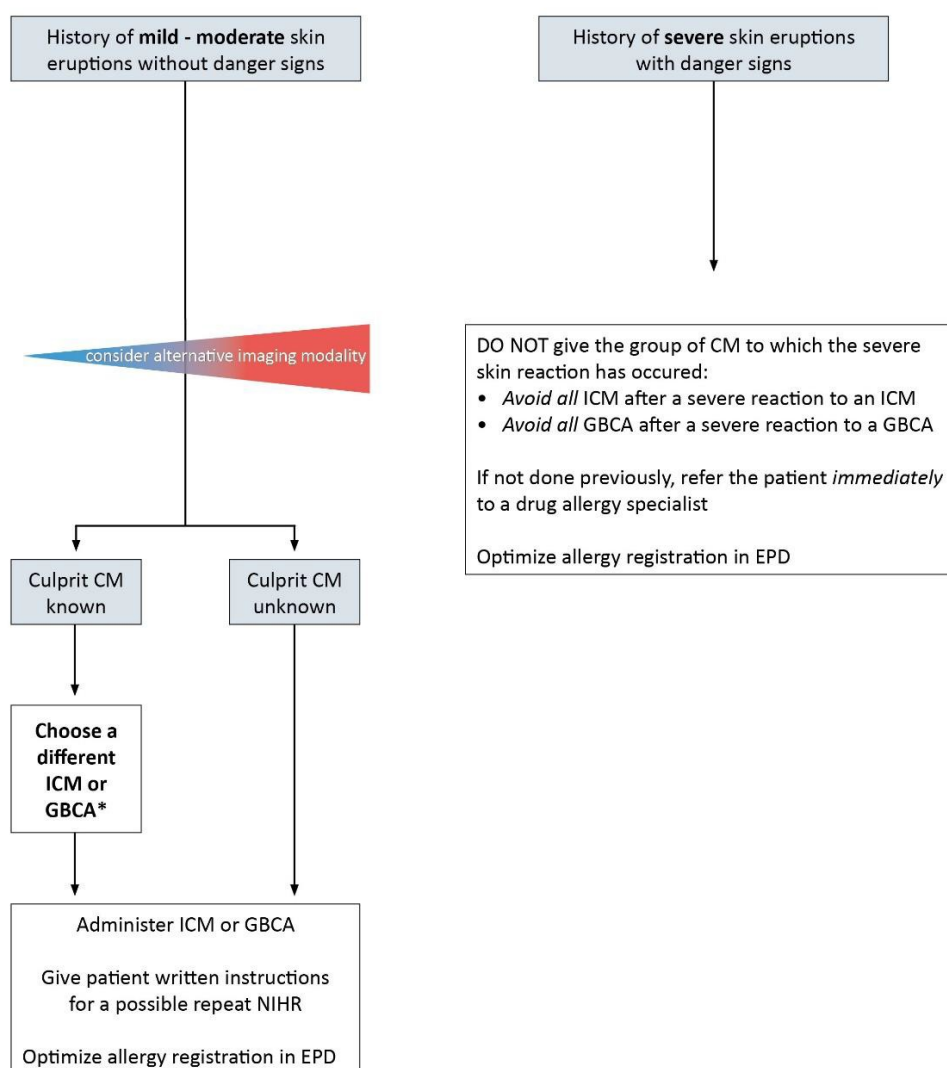 History of mild - moderate skin
eruptions without danger signs
History of severe skin eruptions
with danger signs
consider alternative imaging modality
DO NOT give the group of CM to which the severe
skin reaction has occured:
• Avoid all ICM after a severe reaction to an ICM
• Avoid all GBCA after a severe reaction to a GBCA
If not done previously, refer the patient immediately
to a drug allergy specialist
Optimize allergy registration in EPD
Culprit CM
known
Culprit CM
unknown
Choose a
different
ICM or
GBCA*
Administer ICM or GBCA
Give patient written instructions
for a possible repeat NIHR
Optimize allergy registration in EPD